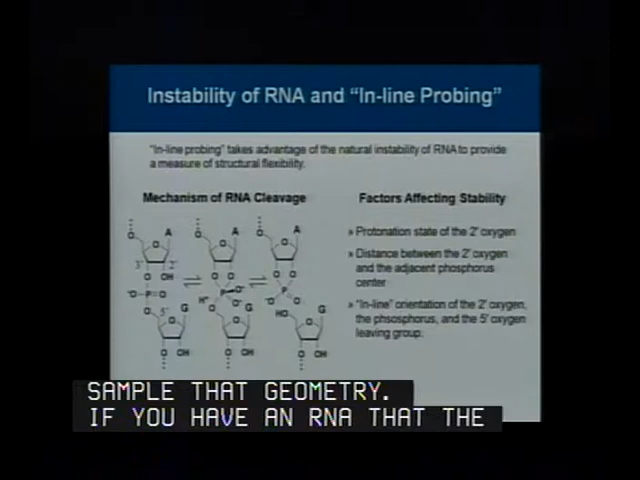 Instability of RNA and “In-line Probing”
“In-line probing” takes advantage of the natural instability of RNA to provide
a measure of structural flexibility.
Mechanism of RNA Cleavage
Factors Affecting Stability
» Protonation state of the 2' oxygen
» Distance between the 2' oxygen
and the adjacent phosphorus
center
» “In-line” orientation of the 2' oxygen,
the phsosphorus, and the 5' oxygen
leaving group.
SAMPLE THAT GEOMETRY.
IF YOU HAVE AN RNA THAT THE